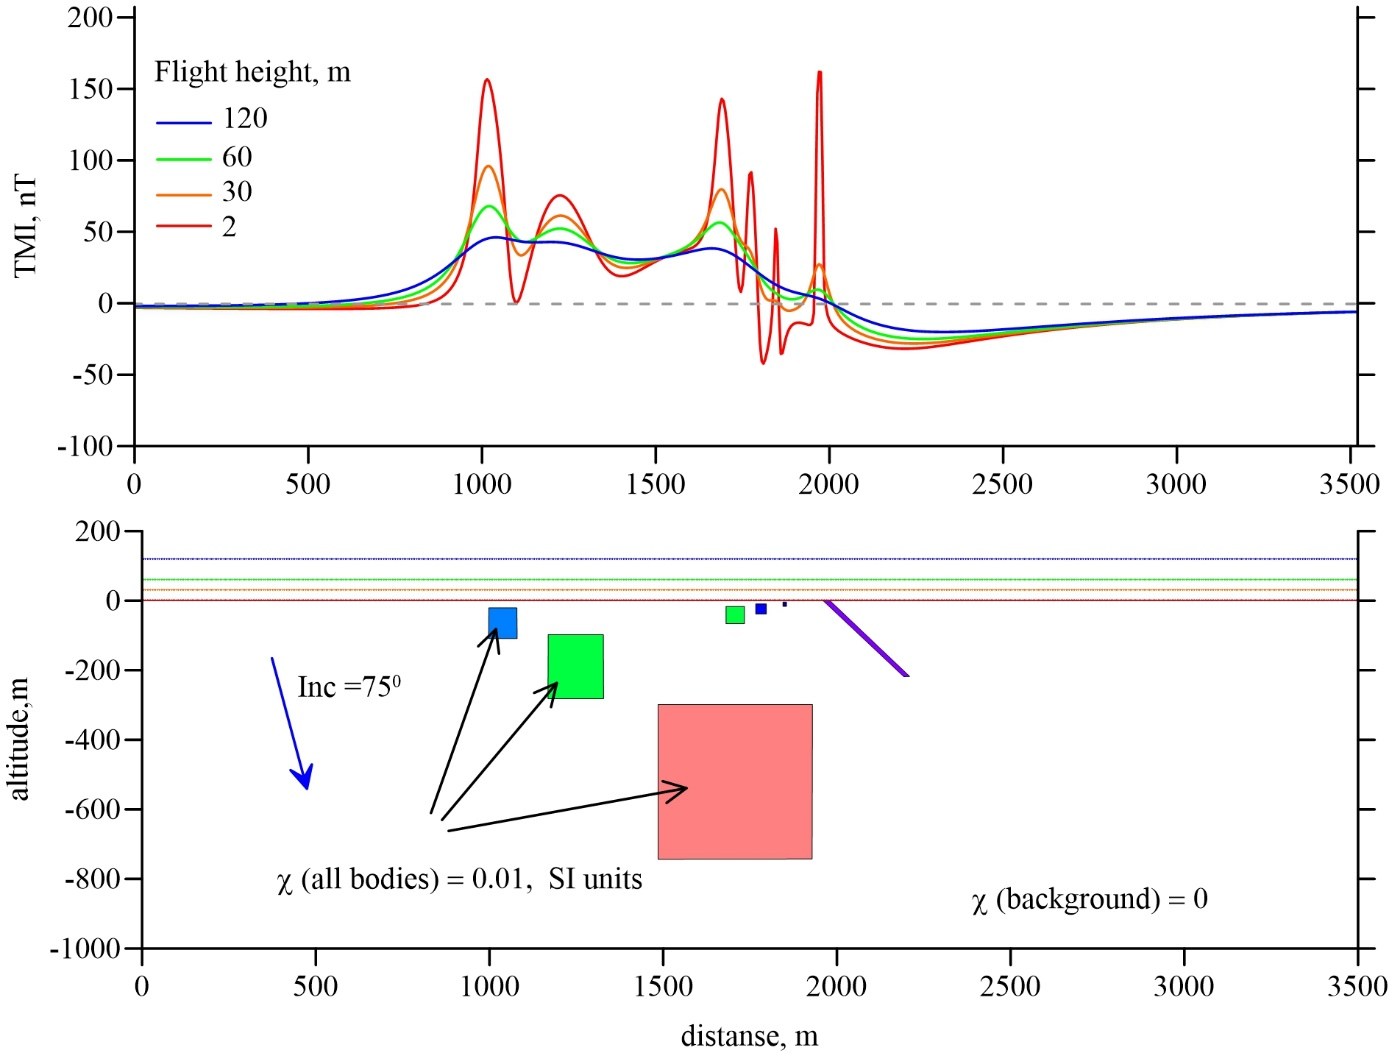 200
150
100
50
0
-50
-100
TMI, nT
Flight height, m
120
60
30
2
0 500 1000 1500 2000 2500 3000 3500
200
0
-200
-400
-600
-800
-1000
altitude,m
Inc =75⁰
χ (all bodies) = 0.01, SI units
χ (background) = 0
0 500 1000 1500 2000 2500 3000 3500
distanse, m